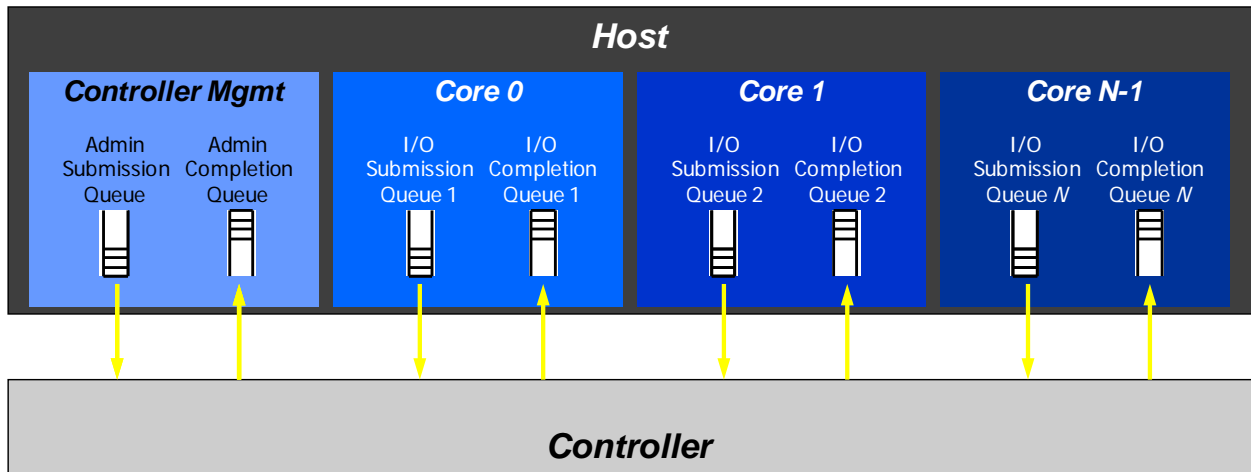 Host
Controller Mgmt
Admin
Submission
Queue
Admin
Completion
Queue
Core 0
I/O
Submission
Queue 1
I/O
Completion
Queue 1
Core 1
I/O
Submission
Queue 2
I/O
Completion
Queue 2
Core N-1
I/O
Submission
Queue N
I/O
Completion
Queue N
Controller